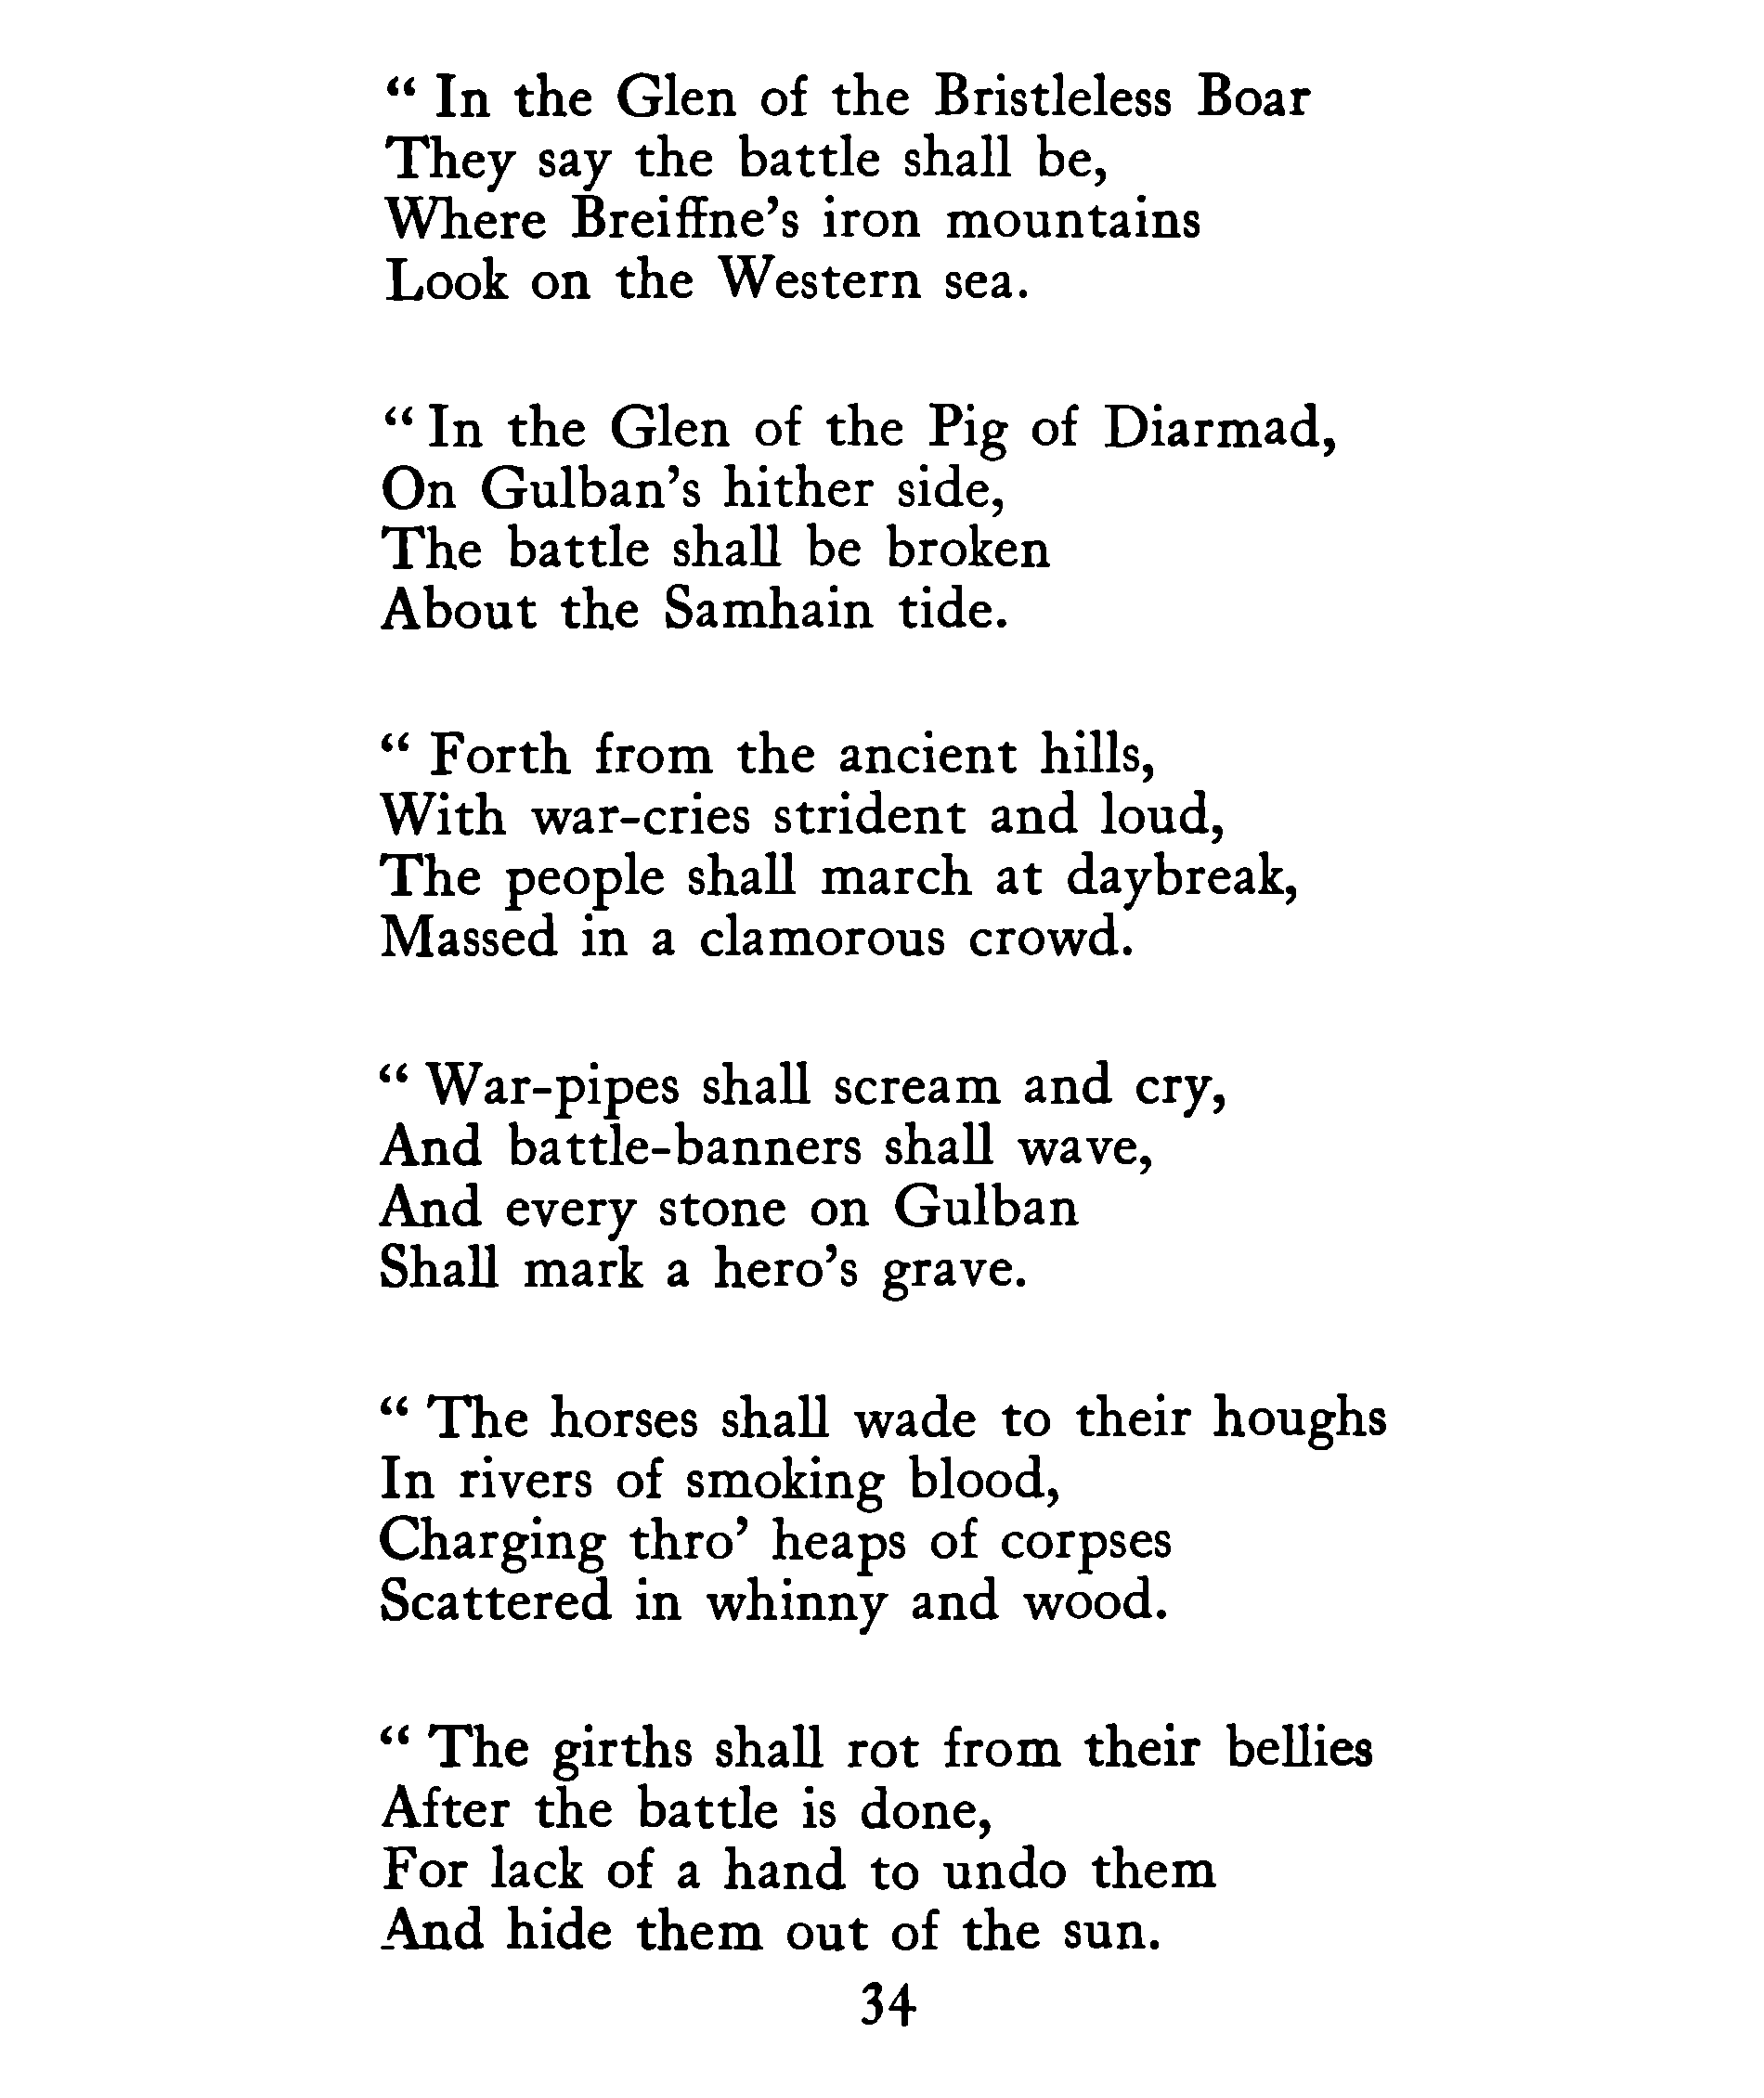 “ In the Glen of the Bristleless Boar
They say the battle shall be,
Where Breiffne’s iron mountains
Look on the Western sea.
“ In the Glen of the Pig of Diarmad,
On Gulban’s hither side,
The battle shall be broken
About the Samhain tide.
“ Forth from the ancient hills,
With war-cries strident and loud,
The people shall march at daybreak,
Massed in a clamorous crowd.
“ War-pipes shall scream and cry,
And battle-banners shall wave,
And every stone on Gulban
Shall mark a hero’s grave.
“ The horses shall wade to their houghs
In rivers of smoking blood,
Charging thro’ heaps of corpses
Scattered in whinny and wood.
“ The girths shall rot from their bellies
After the battle is done,
For lack of a hand to undo them
And hide them out of the sun.
34